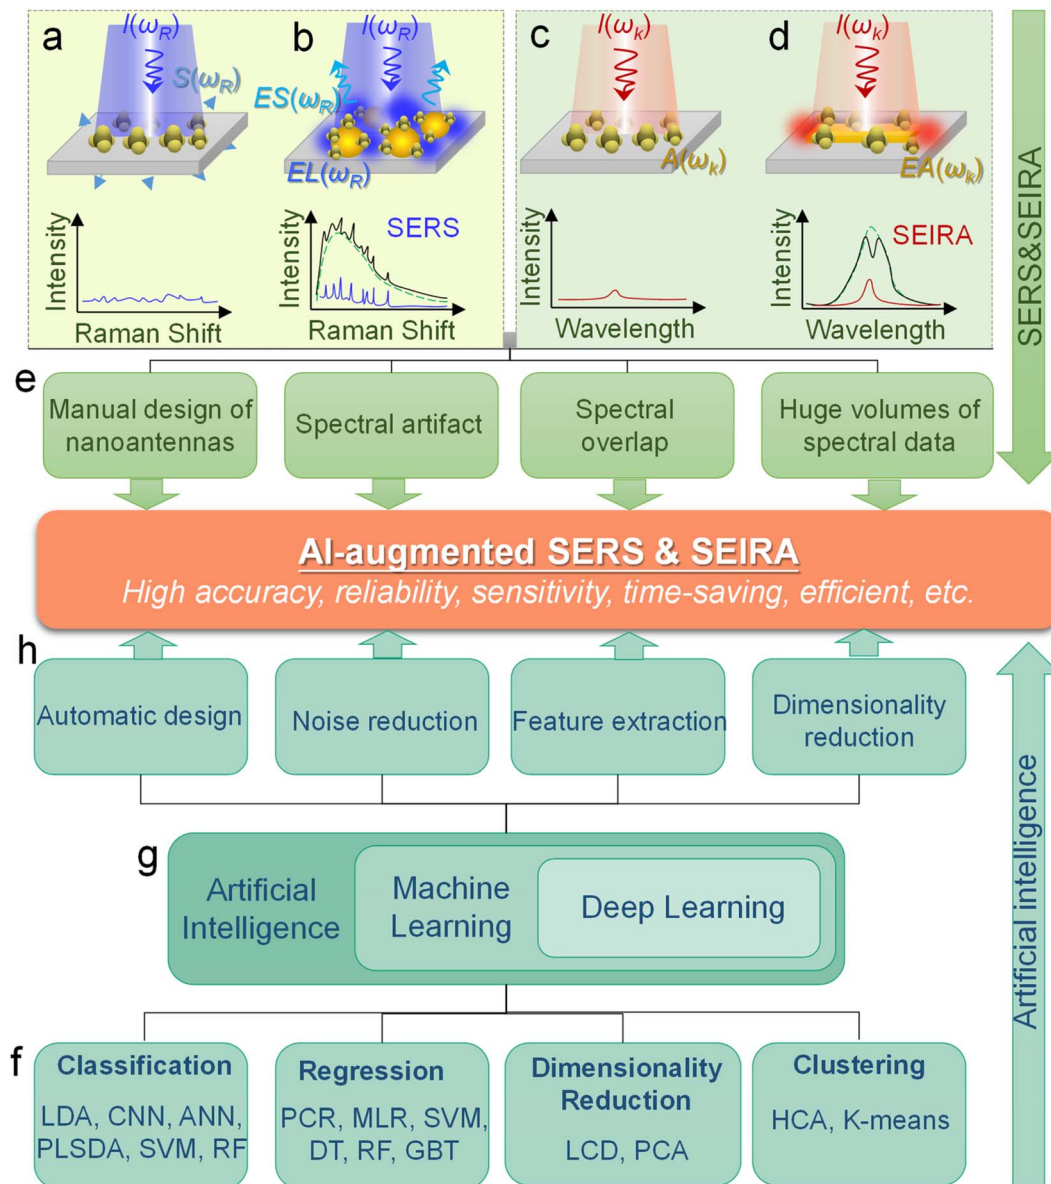 a
I(ωR)
S(ωR)
Intensity
Raman Shift
b
I(ωR)
ES(ωR)
EL(ωR)
SERS
Intensity
Raman Shift
c
I(ωk)
A(ωk)
Intensity
Wavelength
d
I(ωk)
EA(ωk)
SEIRA
Intensity
Wavelength
SERS&SEIRA
e
Manual design of
nanoantennas
Spectral artifact
Spectral
overlap
Huge volumes of
spectral data
AI-augmented SERS & SEIRA
High accuracy, reliability, sensitivity, time-saving, efficient, etc.
h
Automatic design
Noise reduction
Feature extraction
Dimensionality
reduction
Artificial intelligence
g
Artificial
Intelligence
Machine
Learning
Deep Learning
f
Classification
LDA, CNN, ANN,
PLSDA, SVM, RF
Regression
PCR, MLR, SVM,
DT, RF, GBT
Dimensionality
Reduction
LCD, PCA
Clustering
HCA, K-means